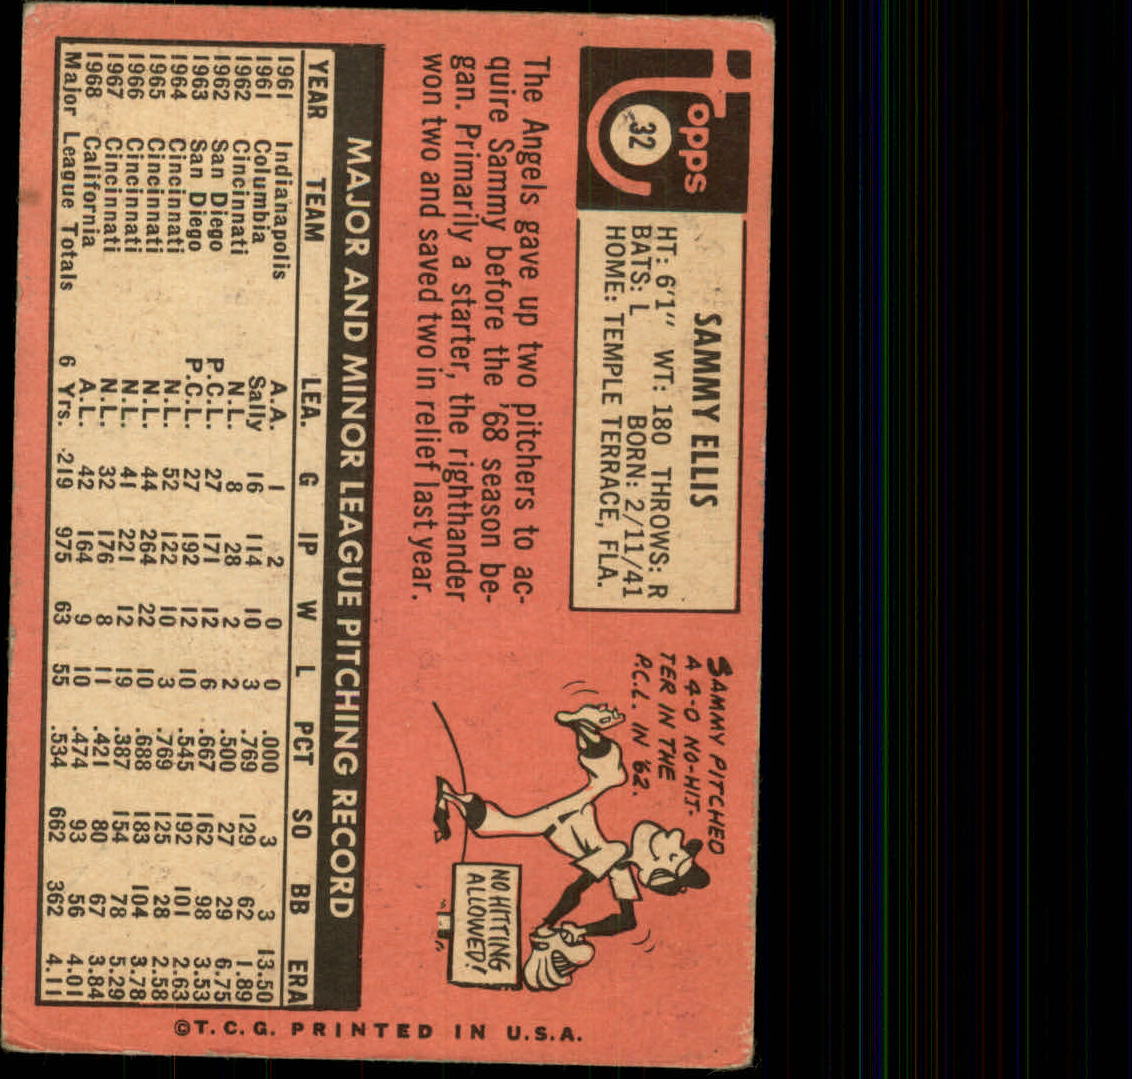 Topps
32
SAMMY ELLIS
HT: 6'1" WT: 180 THROWS: R
BATS: L BORN: 2/11/41
HOME: TEMPLE TERRACE, FLA.
The Angels gave up two pitchers to ac-
quire Sammy before the '68 season be-
gan. Primarily a starter, the righthander
won two and saved two in relief last year.
SAMMY PITCHED
A 4-0 NO-HIT-
TER IN THE
P.C.L. IN '62.
NO HITTING
ALLOWED!
MAJOR AND MINOR LEAGUE PITCHING RECORD
YEAR TEAM LEA. G IP W L PCT SO BB ERA
1961 Indianapolis A.A. 1 2 0 0 .000 3 3 13.50
1961 Columbia Sally 16 114 10 3 .769 129 62 1.89
1962 Cincinnati N.L. 8 28 2 2 .500 27 29 6.75
1962 San Diego P.C.L. 27 171 12 6 .667 162 98 3.53
1963 San Diego P.C.L. 27 192 12 10 .545 192 101 2.63
1964 Cincinnati N.L. 52 122 10 3 .769 125 28 2.58
1965 Cincinnati N.L. 44 264 22 10 .688 183 104 3.78
1966 Cincinnati N.L. 41 221 12 19 .387 154 78 5.29
1967 Cincinnati N.L. 32 176 8 11 .421 80 67 3.84
1968 California A.L. 42 164 9 10 .474 93 56 4.01
Major League Totals 6 Yrs. 219 975 63 55 .534 662 362 4.11
©T.C.G. PRINTED IN U.S.A.